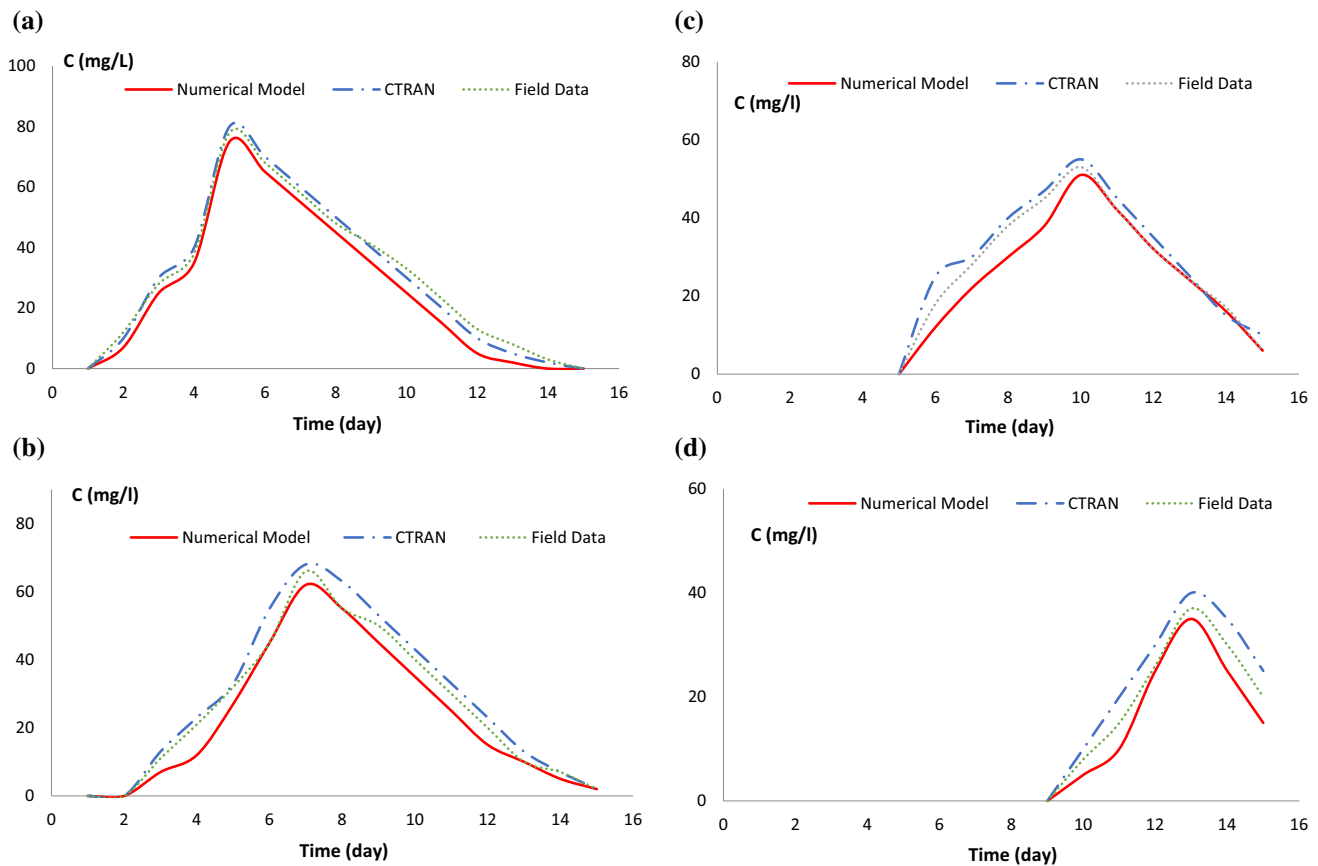 (a)
C (mg/L)
Numerical Model CTRAN Field Data
100
80
60
40
20
0
0 2 4 6 8 10 12 14 16
Time (day)
(c)
80
Numerical Model CTRAN Field Data
C (mg/l)
60
40
20
0
0 2 4 6 8 10 12 14 16
Time (day)
(b)
C (mg/l)
80
Numerical Model CTRAN Field Data
60
40
20
0
0 2 4 6 8 10 12 14 16
Time (day)
(d)
60
Numerical Model CTRAN Field Data
C (mg/l)
40
20
0
0 2 4 6 8 10 12 14 16
Time (day)